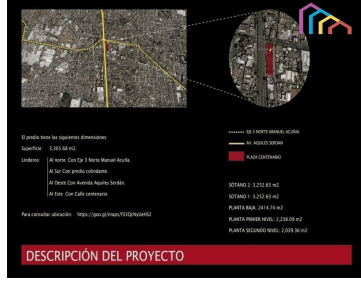 El predio tiene las siguientes dimensiones:
Superficie: 3,305.68 m2.
Linderos: Al norte Con Eje 3 Norte Manuel Acuña.
Al Sur Con predio colindante.
Al Oeste Con Avenida Aquiles Serdán.
Al Este Con Calle centenario.
Para consultar ubicación: https://goo.gl/maps/
EJE 3 NORTE (MANUEL ACUÑA)
AV. AQUILES SERDAN
PLAZA CENTENARIO
SÓTANO 2: 3,252.63 m2
SÓTANO 1: 3,252.63 m2
PLANTA BAJA: 2414.74 m2
PLANTA PRIMER NIVEL: 2,238.09 m2
PLANTA SEGUNDO NIVEL: 2,039.36 m2
DESCRIPCIÓN DEL PROYECTO